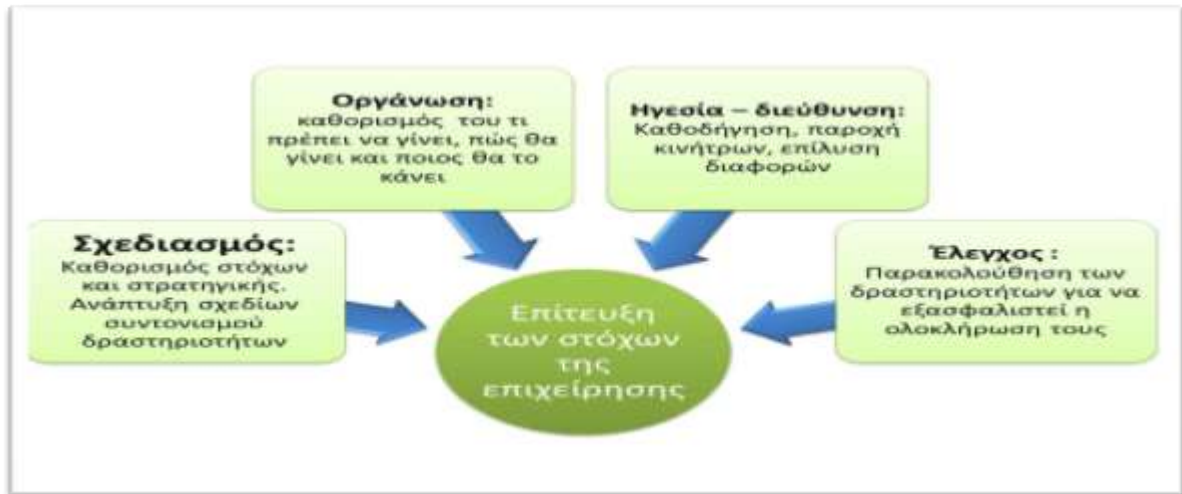 Οργάνωση:
καθορισμός του τι
πρέπει να γίνει, πώς θα
γίνει και ποιος θα το
κάνει
Ηγεσία – διεύθυνση:
Καθοδήγηση, παροχή
κινήτρων, επίλυση
διαφορών
Σχεδιασμός:
Καθορισμός στόχων
και στρατηγικής.
Ανάπτυξη σχεδίων
συντονισμού
δραστηριοτήτων
Έλεγχος :
Παρακολούθηση των
δραστηριοτήτων για να
εξασφαλιστεί η
ολοκλήρωση τους
Επίτευξη
των στόχων
της
επιχείρησης